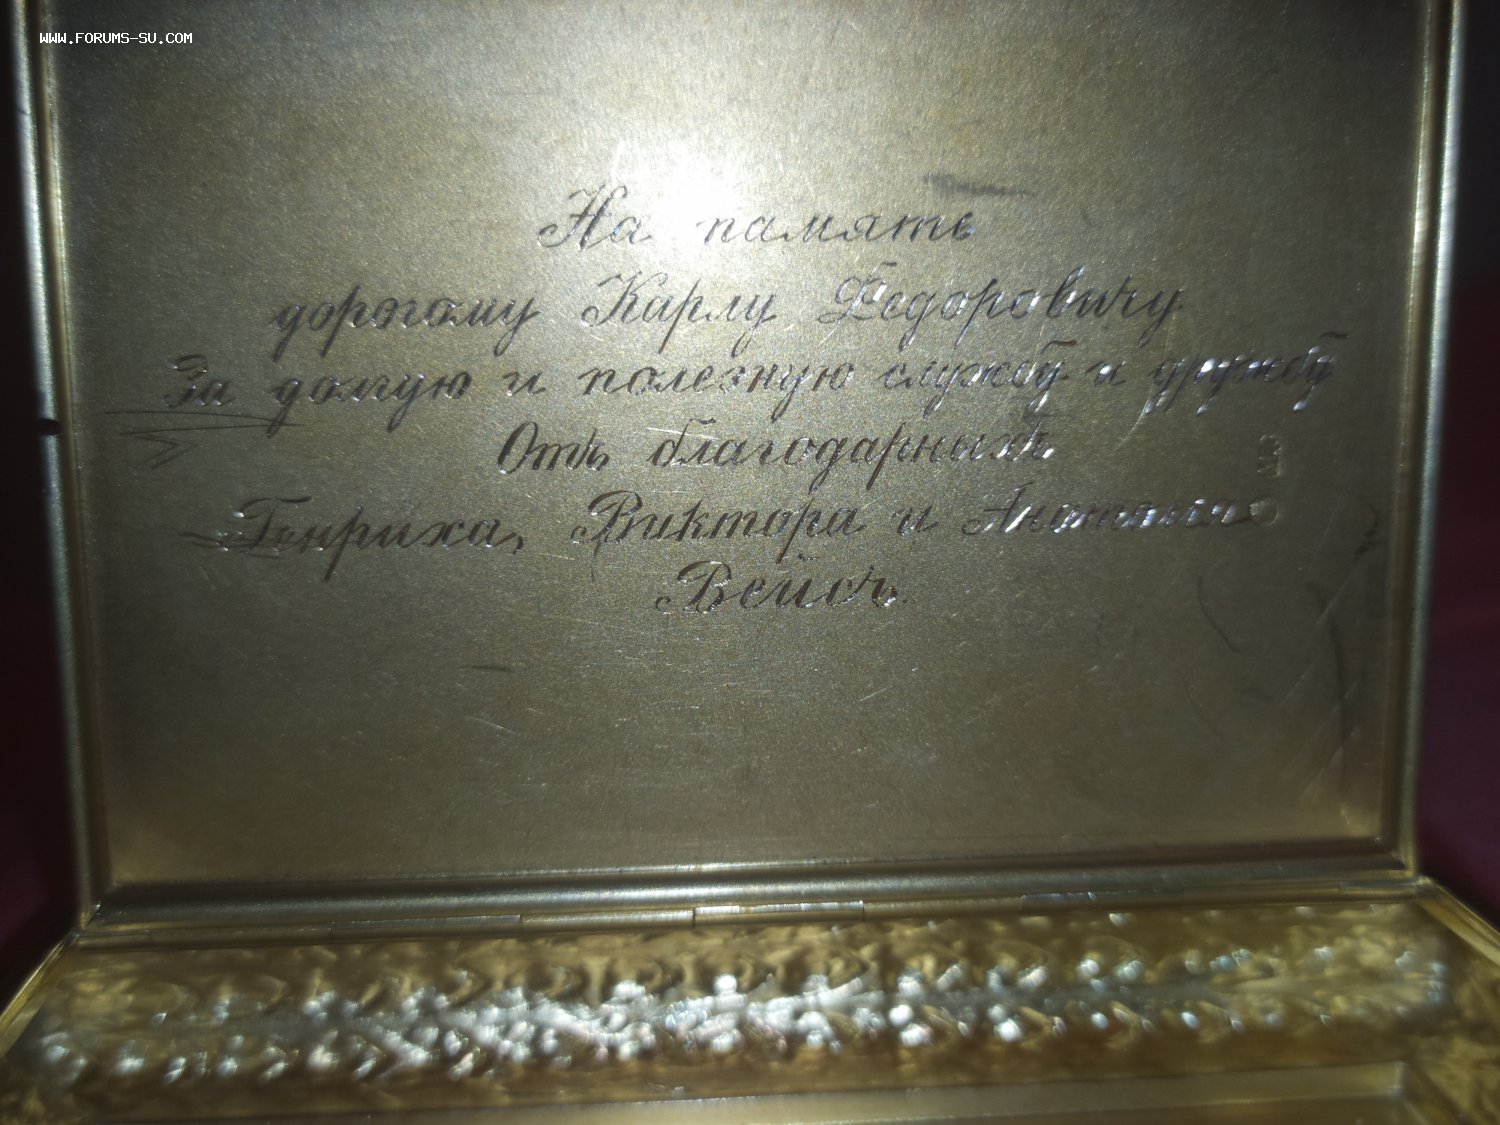 WWW.FORUMS-SU.COM
На память
дорогому Карлу Федоровичу
За долгую и полезную службу и дружбу
Отъ благодарныхъ
Генриха, Виктора и Анатолия
Вейсъ.